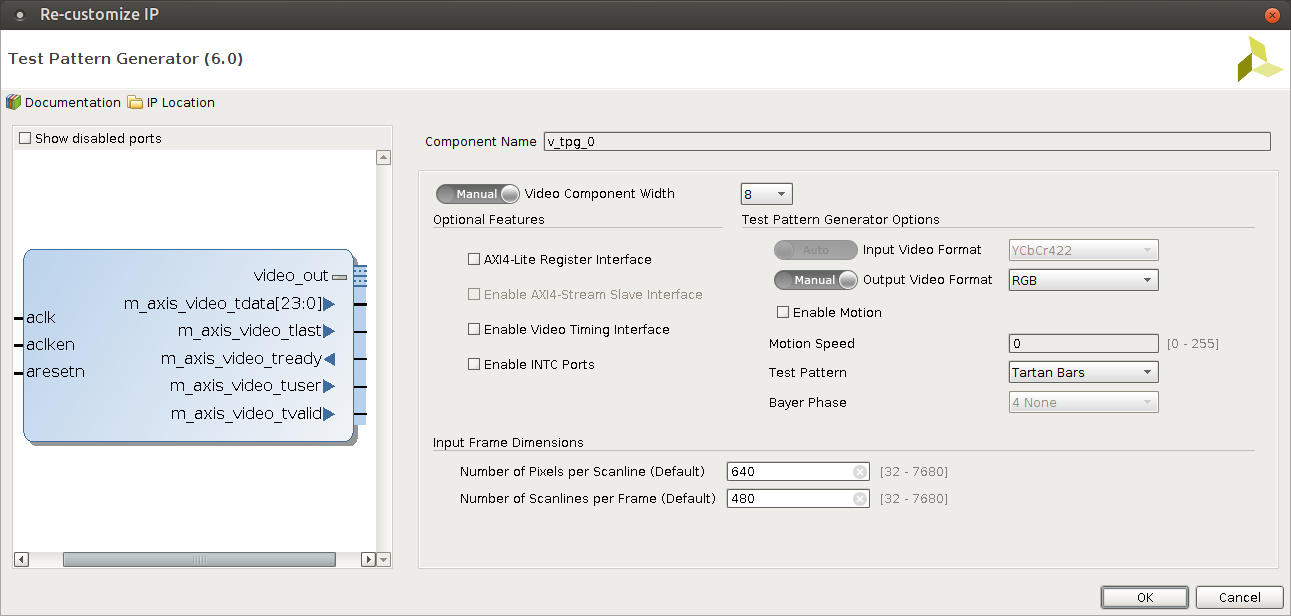 Re-customize IP
Test Pattern Generator (6.0)
Documentation IP Location
Show disabled ports
video_out
m_axis_video_tdata[23:0]
aclk
m_axis_video_tlast
aclken
m_axis_video_tready
aresetn
m_axis_video_tuser
m_axis_video_tvalid
Component Name v_tpg_0
Manual Video Component Width 8
Optional Features
AXI4-Lite Register Interface
Enable AXI4-Stream Slave Interface
Enable Video Timing Interface
Enable INTC Ports
Test Pattern Generator Options
Auto Input Video Format YCbCr422
Manual Output Video Format RGB
Enable Motion
Motion Speed 0 [0 - 255]
Test Pattern Tartan Bars
Bayer Phase 4 None
Input Frame Dimensions
Number of Pixels per Scanline (Default) 640 [32 - 7680]
Number of Scanlines per Frame (Default) 480 [32 - 7680]
OK Cancel